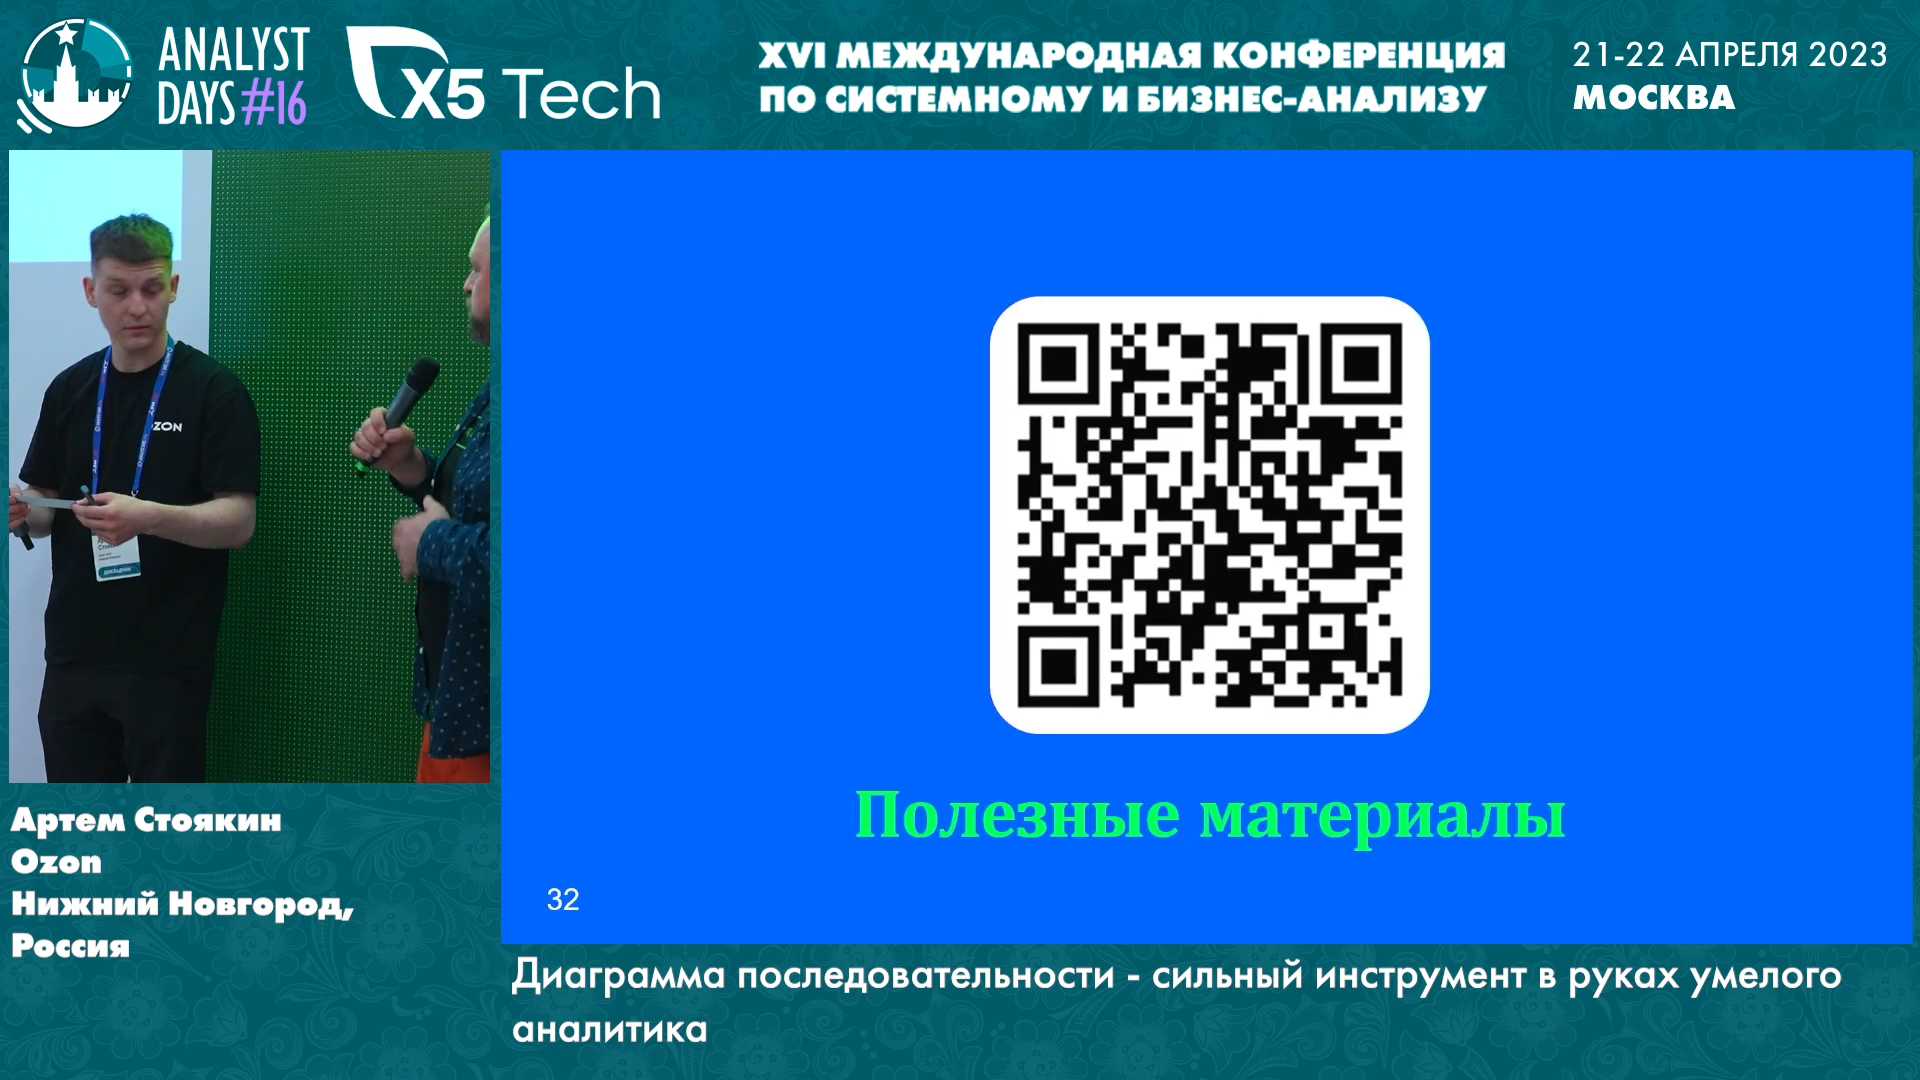 ANALYST
DAYS #16
X5 Tech
XVI МЕЖДУНАРОДНАЯ КОНФЕРЕНЦИЯ
ПО СИСТЕМНОМУ И БИЗНЕС-АНАЛИЗУ
21-22 АПРЕЛЯ 2023
МОСКВА
ZON
ДОКЛАДЧИК
Полезные материалы
32
Артем Стоякин
Ozon
Нижний Новгород,
Россия
Диаграмма последовательности - сильный инструмент в руках умелого
аналитика